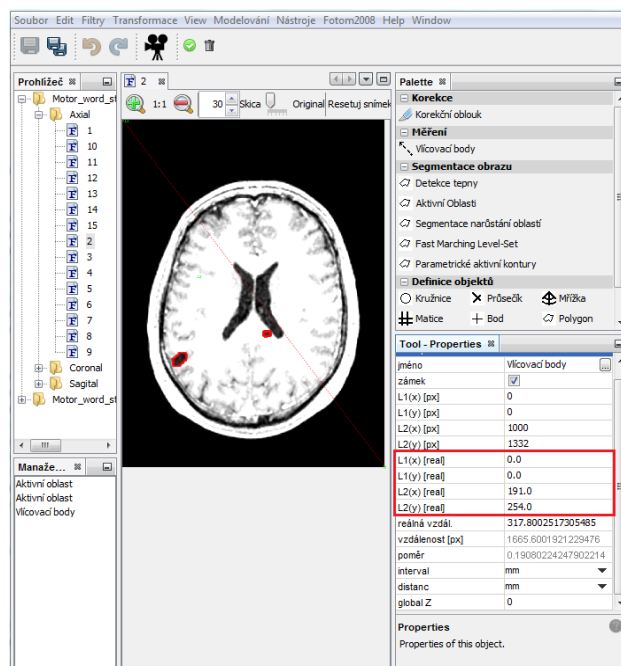 Soubor Edit Filtry Transformace View Modelování Nástroje Fotom2008 Help Window
Prohlížeč
Motor_word_st
Axial
1
10
11
12
13
14
15
2
3
4
5
6
7
8
9
Coronal
Sagital
Motor_word_st
Manaže...
Aktivní oblast
Aktivní oblast
Vlícovací body
2
1:1 30 Skica Original Resetuj snímek
Palette
Korekce
Korekční oblouk
Měření
Vlícovací body
Segmentace obrazu
Detekce tepny
Aktivní Oblasti
Segmentace narůstání oblastí
Fast Marching Level-Set
Parametrické aktivní kontury
Definice objektů
Kružnice Průsečík Mřížka
Matice Bod Polygon
Tool - Properties
jméno Vlícovací body ...
zámek
L1(x) [px] 0
L1(y) [px] 0
L2(x) [px] 1000
L2(y) [px] 1332
L1(x) [real] 0.0
L1(y) [real] 0.0
L2(x) [real] 191.0
L2(y) [real] 254.0
reálná vzdál. 317.8002517305485
vzdálenost [px] 1665.6001921229476
poměr 0.19080224247902214
interval mm
distanc mm
global Z 0
Properties
Properties of this object.